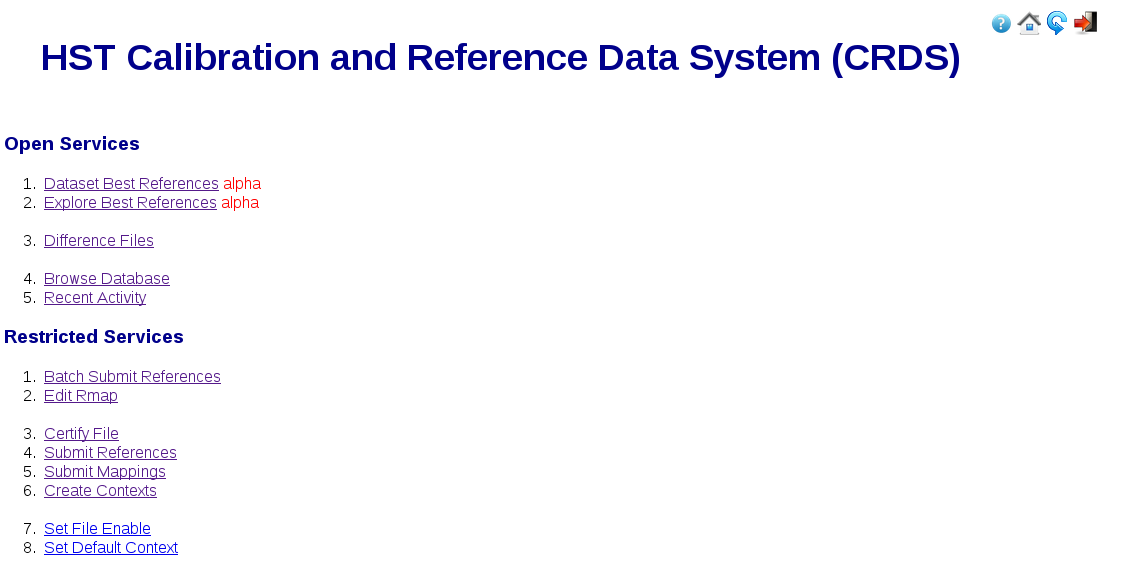 HST Calibration and Reference Data System (CRDS)
Open Services
1. Dataset Best References alpha
2. Explore Best References alpha
3. Difference Files
4. Browse Database
5. Recent Activity
Restricted Services
1. Batch Submit References
2. Edit Rmap
3. Certify File
4. Submit References
5. Submit Mappings
6. Create Contexts
7. Set File Enable
8. Set Default Context